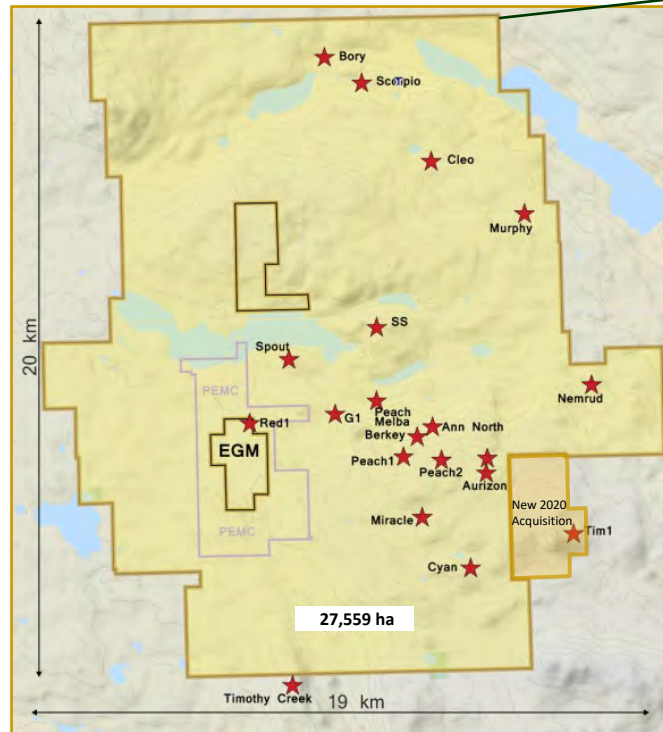 Bory
Scorpio
Cleo
Murphy
20 km
SS
Spout
PEMC
Nemrud
Peach
Melba
G1
Red1
Ann North
Berkey
EGM
Peach1
Peach2
Aurizon
New 2020
Acquisition
Miracle
Tim1
PEMC
Cyan
27,559 ha
Timothy Creek
19 km